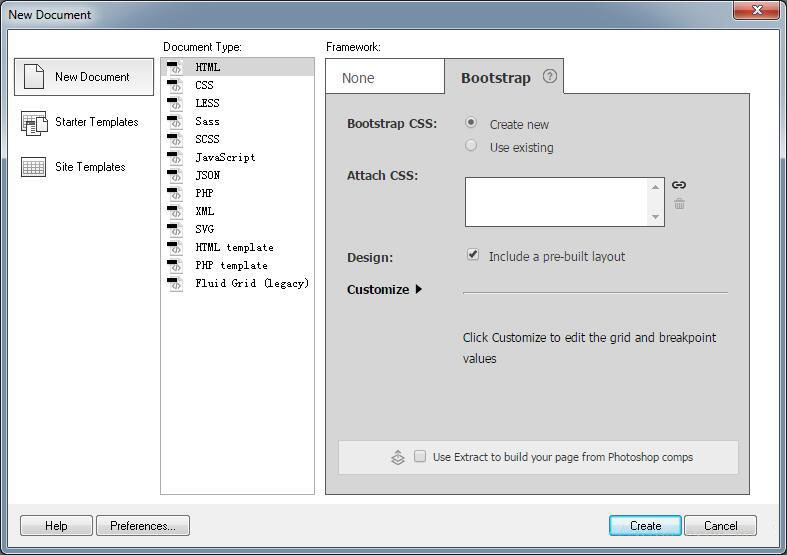 New Document
Document Type:
Framework:
New Document
Starter Templates
Site Templates
HTML
CSS
LESS
Sass
SCSS
JavaScript
JSON
PHP
XML
SVG
HTML template
PHP template
Fluid Grid (legacy)
None
Bootstrap ?
Bootstrap CSS:
Create new
Use existing
Attach CSS:
Design:
Include a pre-built layout
Customize
Click Customize to edit the grid and breakpoint
values
Use Extract to build your page from Photoshop comps
Help
Preferences...
Create
Cancel